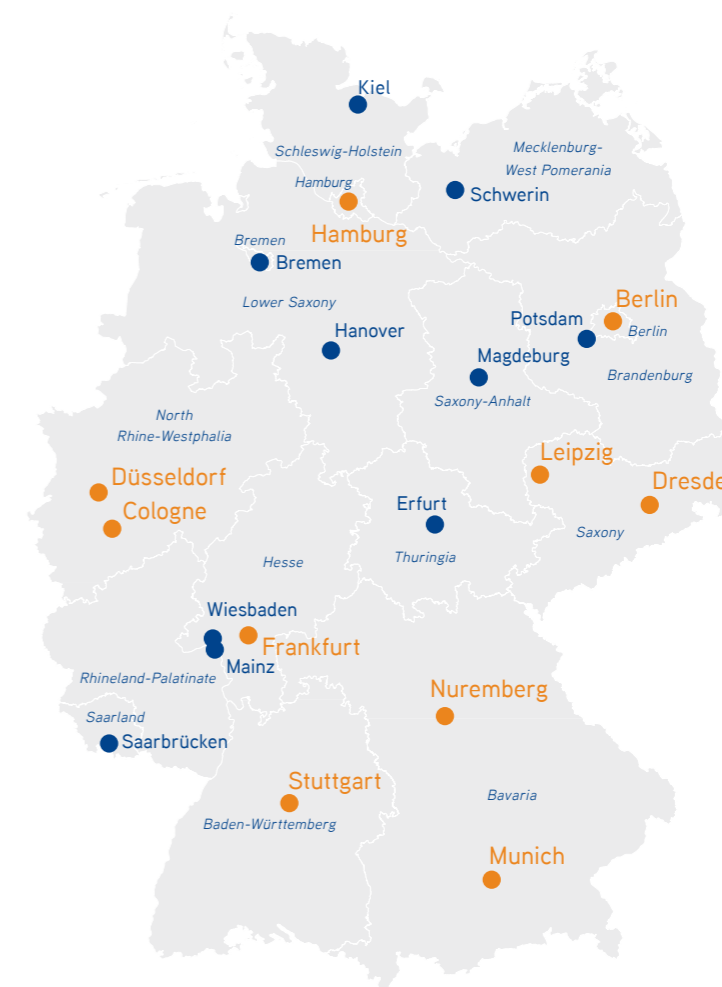 Kiel
Schleswig-Holstein
Mecklenburg-
West Pomerania
Hamburg
Schwerin
Hamburg
Bremen
Bremen
Lower Saxony
Berlin
Potsdam
Berlin
Hanover
Magdeburg
Brandenburg
Saxony-Anhalt
North
Rhine-Westphalia
Leipzig
Düsseldorf
Dresde
Cologne
Erfurt
Saxony
Thuringia
Hesse
Wiesbaden
Frankfurt
Mainz
Rhineland-Palatinate
Nuremberg
Saarland
Saarbrücken
Stuttgart
Bavaria
Baden-Württemberg
Munich